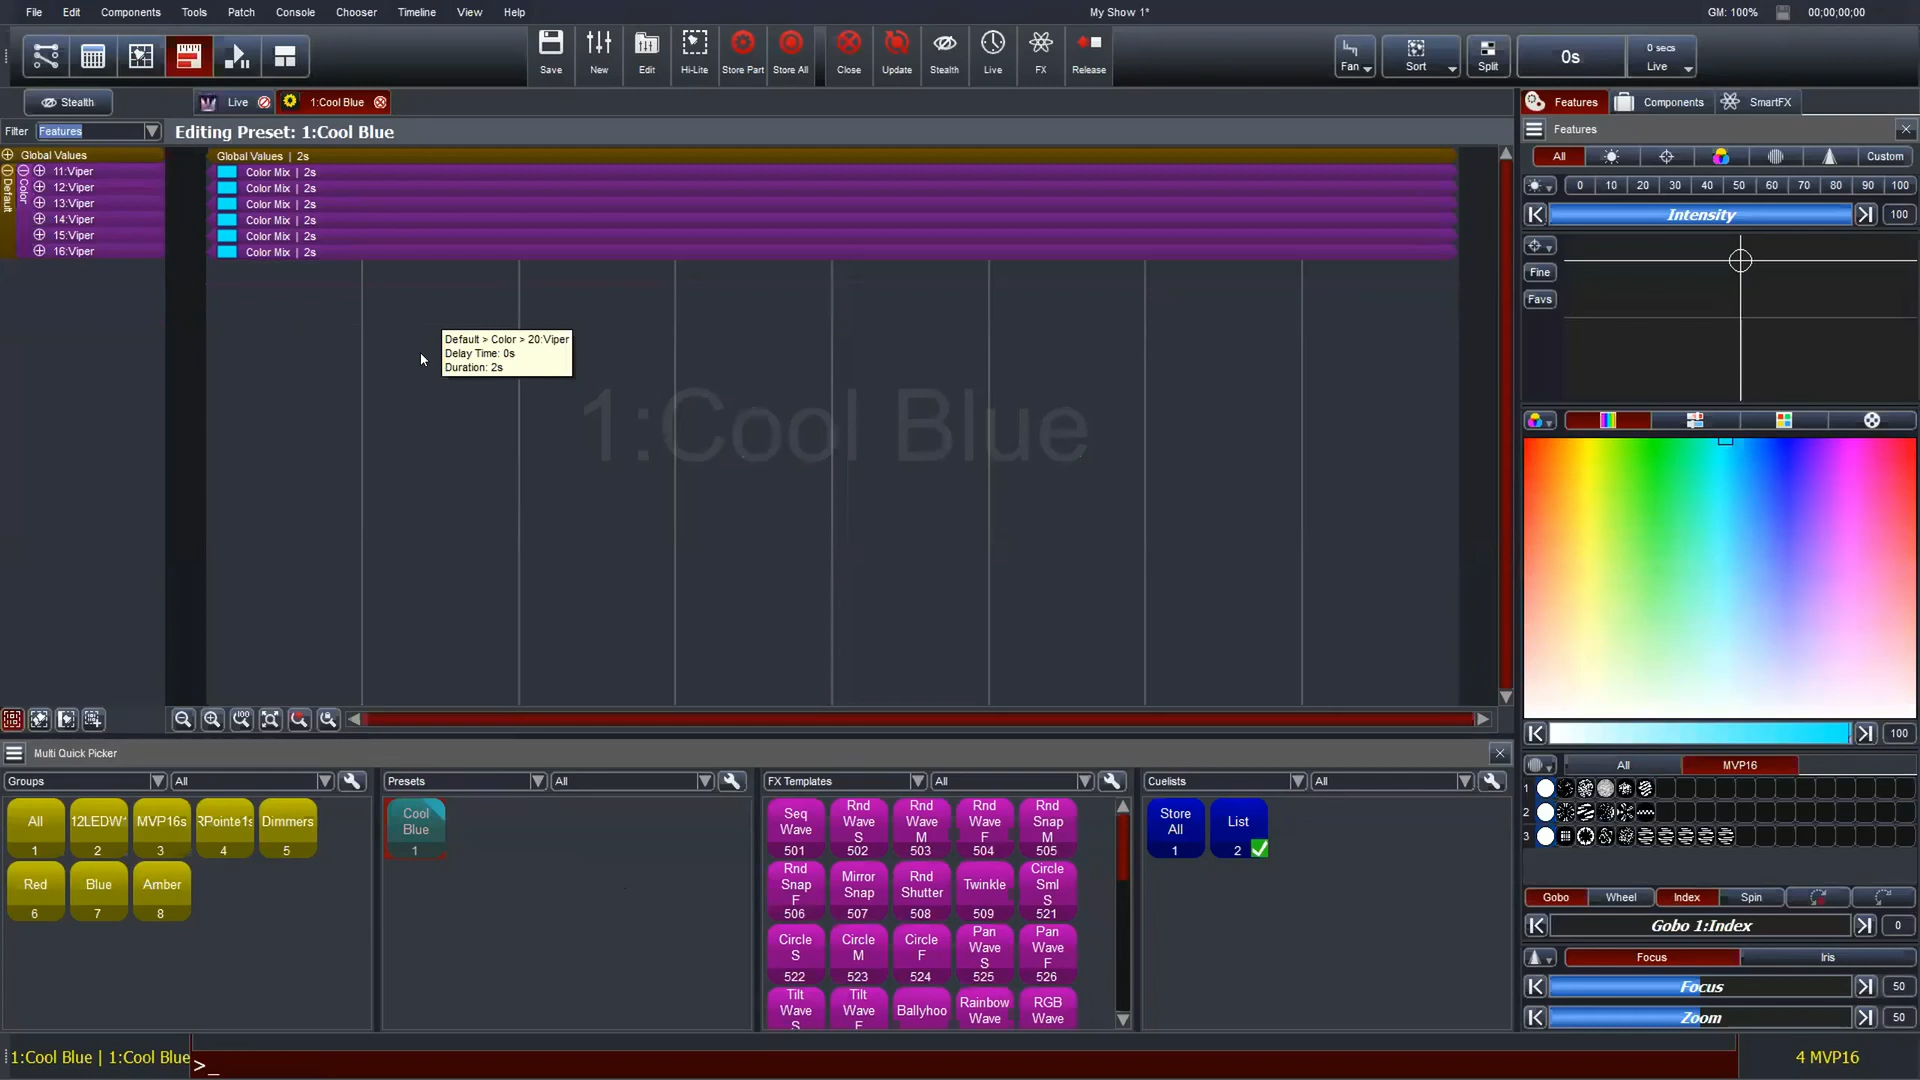 File Edit Components Tools Patch Console Chooser Timeline View Help My Show 1* GM: 100% 00;00;00;00
Save New Edit Hi-Lite Store Part Store All Close Update Stealth Live FX Release Fan Sort Split 0s 0 secs Live
Stealth Live 1:Cool Blue Features Components SmartFX
Filter Features Editing Preset: 1:Cool Blue Features
All Custom
Global Values Global Values | 2s
Default Color
11:Viper Color Mix | 2s
12:Viper Color Mix | 2s
13:Viper Color Mix | 2s
14:Viper Color Mix | 2s
15:Viper Color Mix | 2s
16:Viper Color Mix | 2s
0 10 20 30 40 50 60 70 80 90 100
Intensity 100
Fine
Favs
Default > Color > 20:Viper
Delay Time: 0s
Duration: 2s
1:Cool Blue
100
100
Multi Quick Picker
Groups All Presets All FX Templates All Cuelists All
All 1
12LEDW 2
MVP16s 3
RPointe1s 4
Dimmers 5
Red 6
Blue 7
Amber 8
Cool Blue 1
Seq Wave 501
Rnd Wave S 502
Rnd Wave M 503
Rnd Wave F 504
Rnd Snap M 505
Rnd Snap F 506
Mirror Snap 507
Rnd Shutter 508
Twinkle 509
Circle Sml S 521
Circle S 522
Circle M 523
Circle F 524
Pan Wave S 525
Pan Wave F 526
Tilt Wave S
Tilt Wave F
Ballyhoo
Rainbow Wave
RGB Wave
Store All 1
List 2
All MVP16
1
2
3
Gobo Wheel Index Spin
Gobo 1:Index 0
Focus Iris
Focus 50
Zoom 50
1:Cool Blue | 1:Cool Blue >_ 4 MVP16